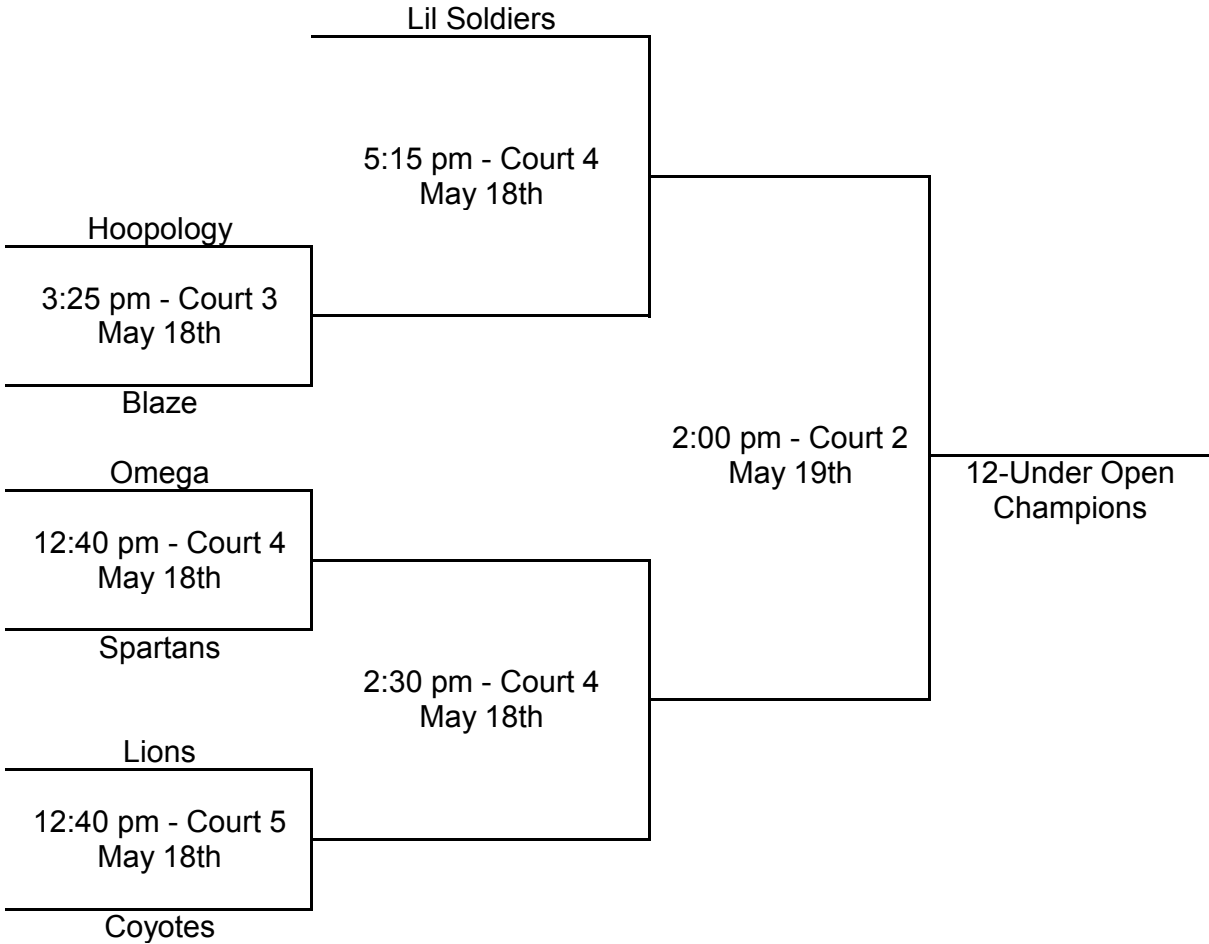 Lil Soldiers
5:15 pm - Court 4
May 18th
Hoopology
3:25 pm - Court 3
May 18th
Blaze
2:00 pm - Court 2
May 19th
12-Under Open
Champions
Omega
12:40 pm - Court 4
May 18th
Spartans
2:30 pm - Court 4
May 18th
Lions
12:40 pm - Court 5
May 18th
Coyotes